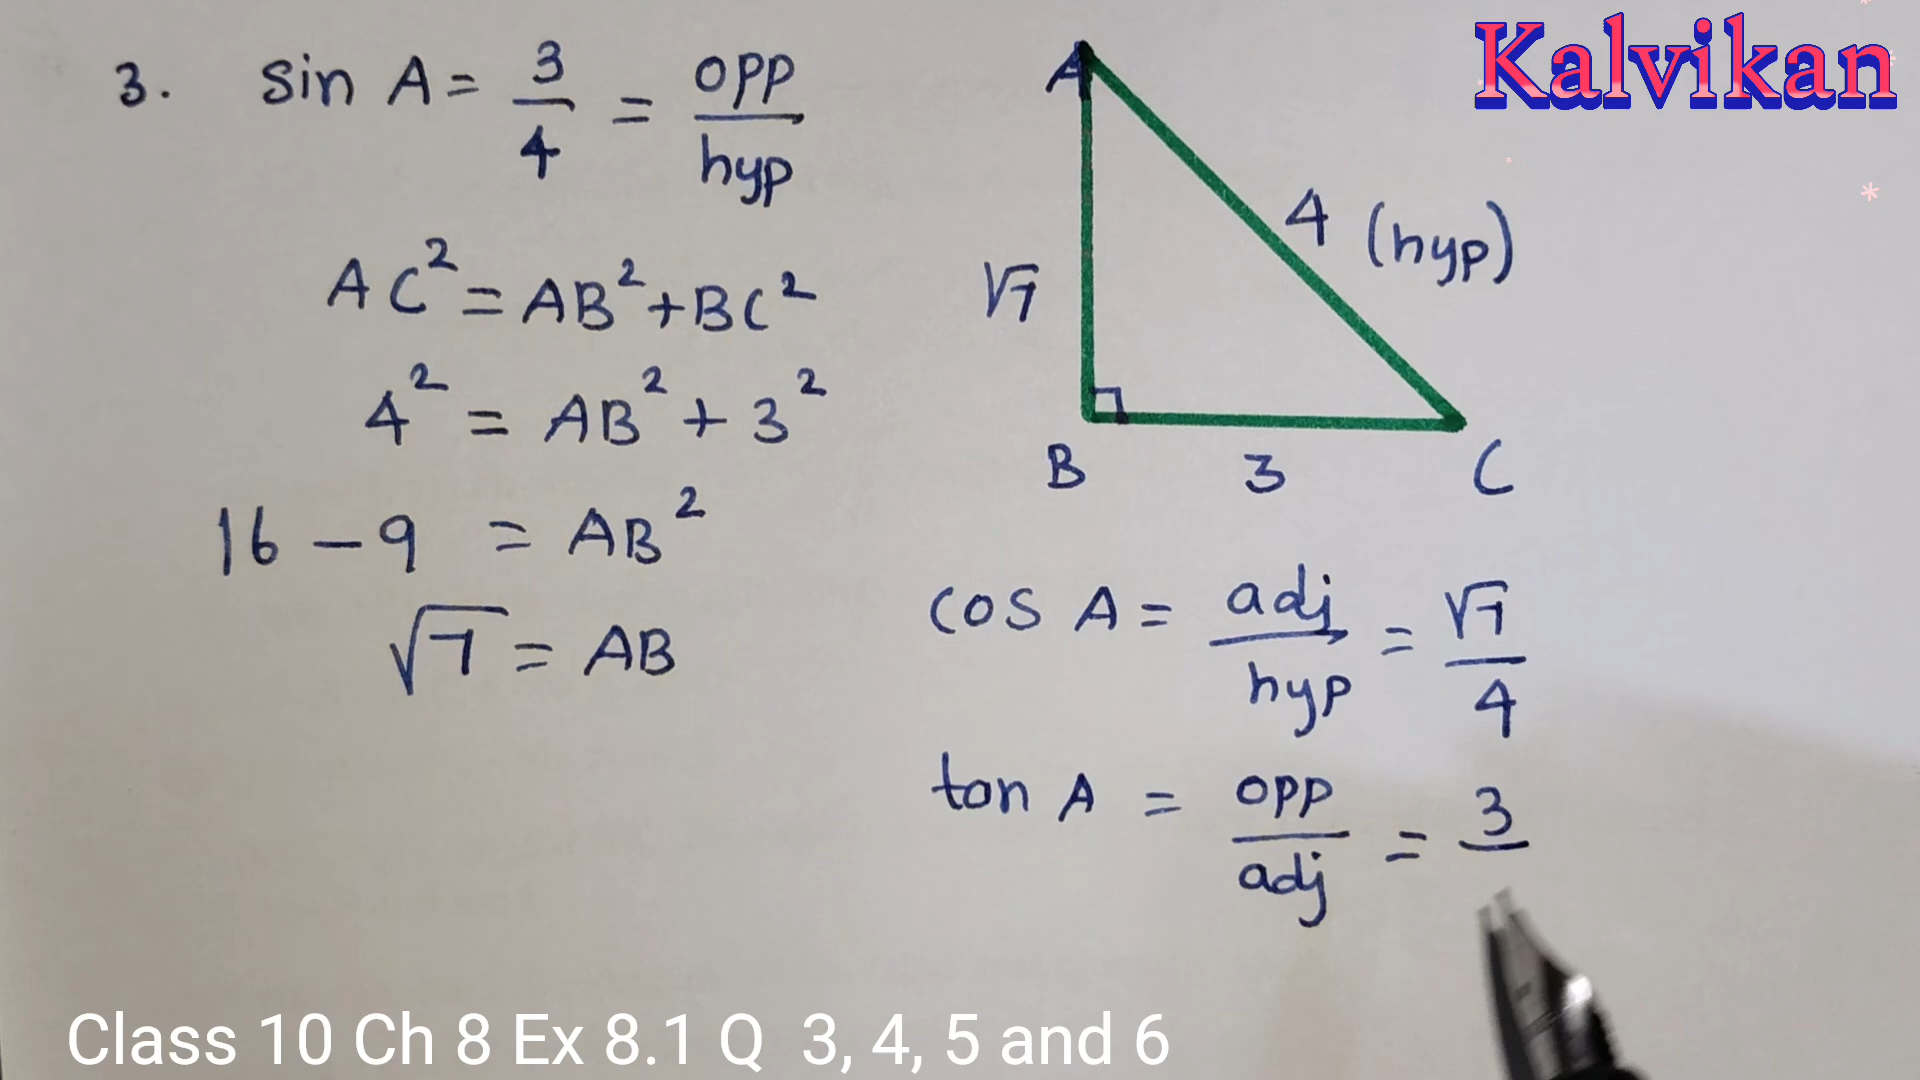 Kalvikan
3. sin A = 3/4 = opp/hyp
AC² = AB² + BC²
4² = AB² + 3²
16 - 9 = AB²
√7 = AB
A
4 (hyp)
√7
B 3 C
cos A = adj/hyp = √7/4
tan A = opp/adj = 3/
Class 10 Ch 8 Ex 8.1 Q 3, 4, 5 and 6